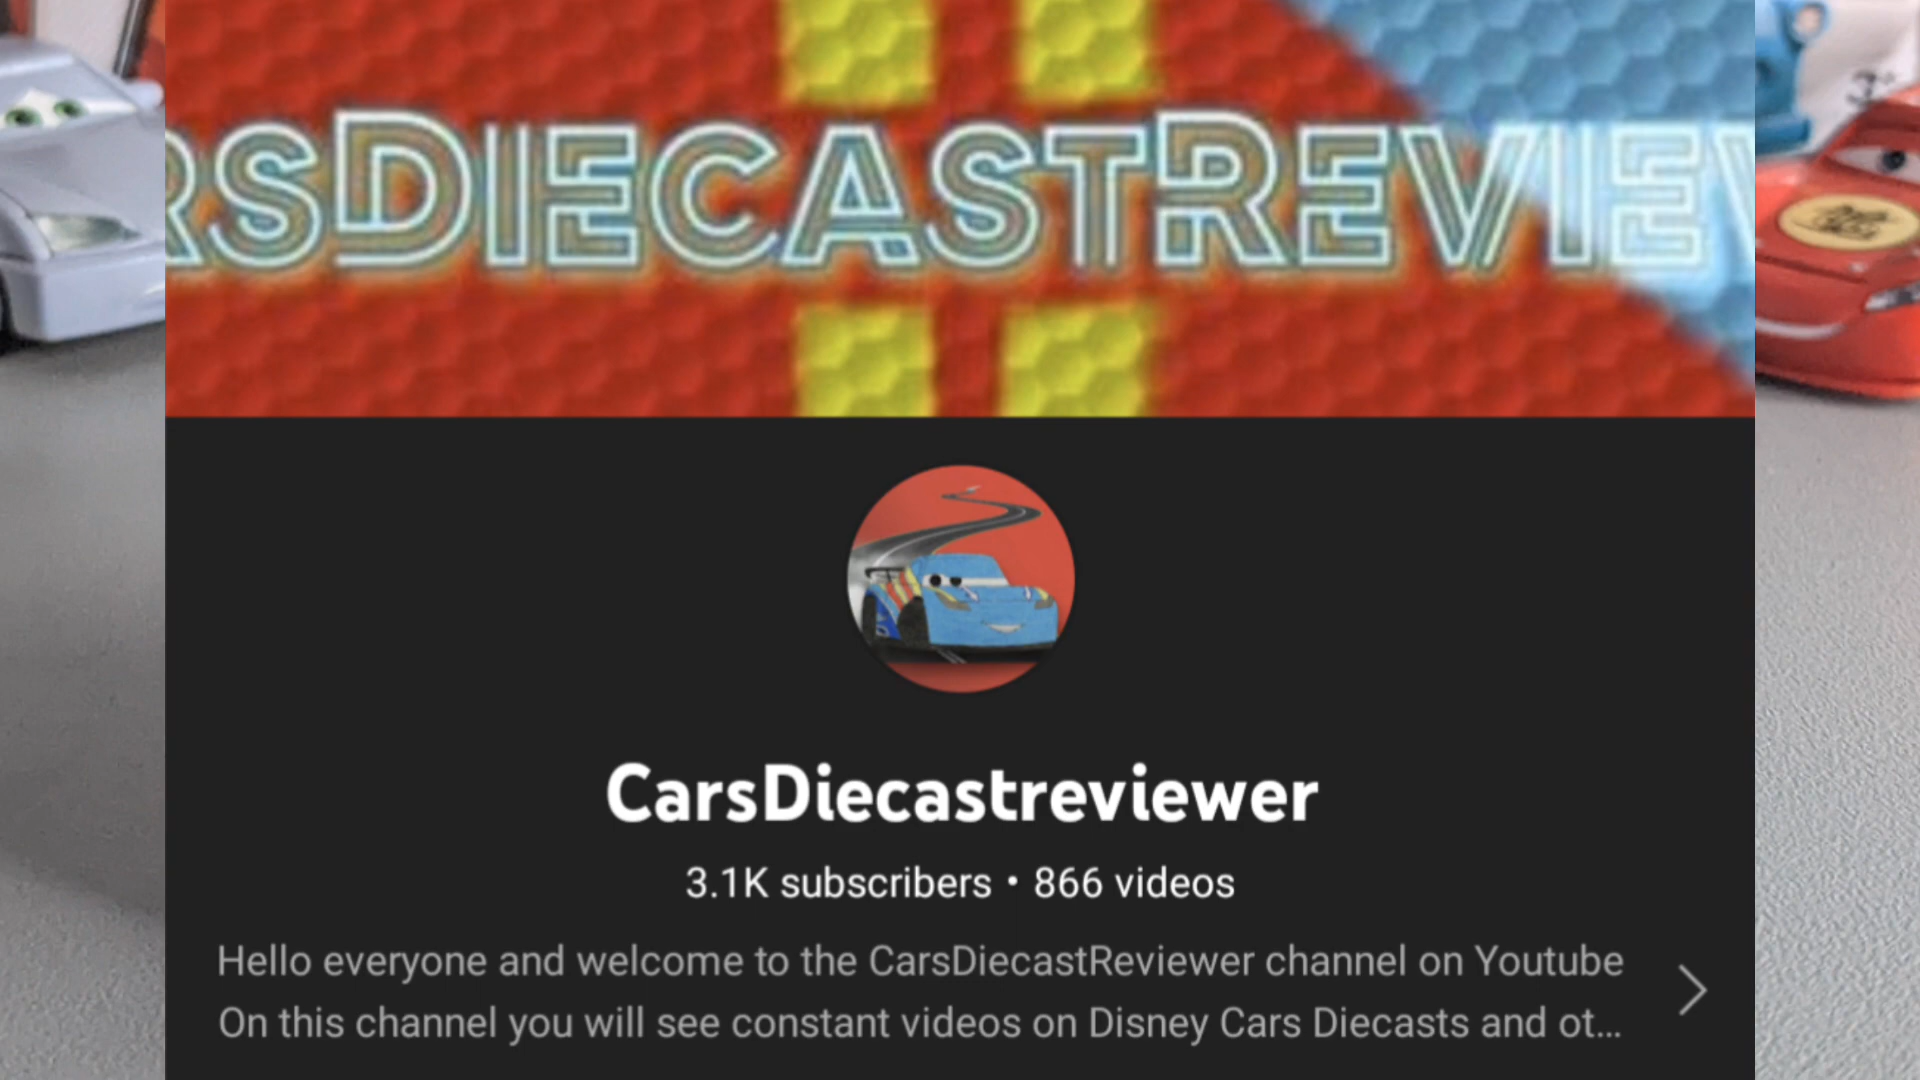 RSDIECASTREVIEW
CarsDiecastreviewer
3.1K subscribers • 866 videos
Hello everyone and welcome to the CarsDiecastReviewer channel on Youtube
On this channel you will see constant videos on Disney Cars Diecasts and ot...